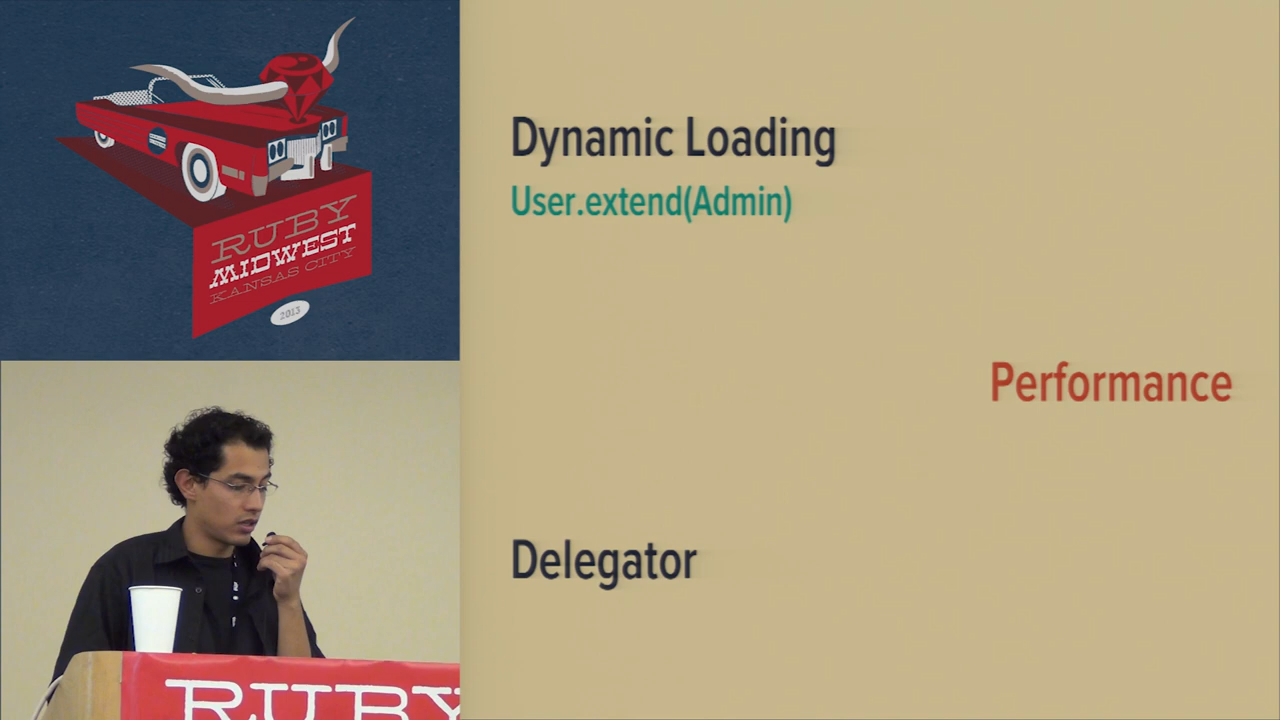 RUBY
MIDWEST
KANSAS CITY
2013
Dynamic Loading
User.extend(Admin)
Performance
Delegator
RUBY